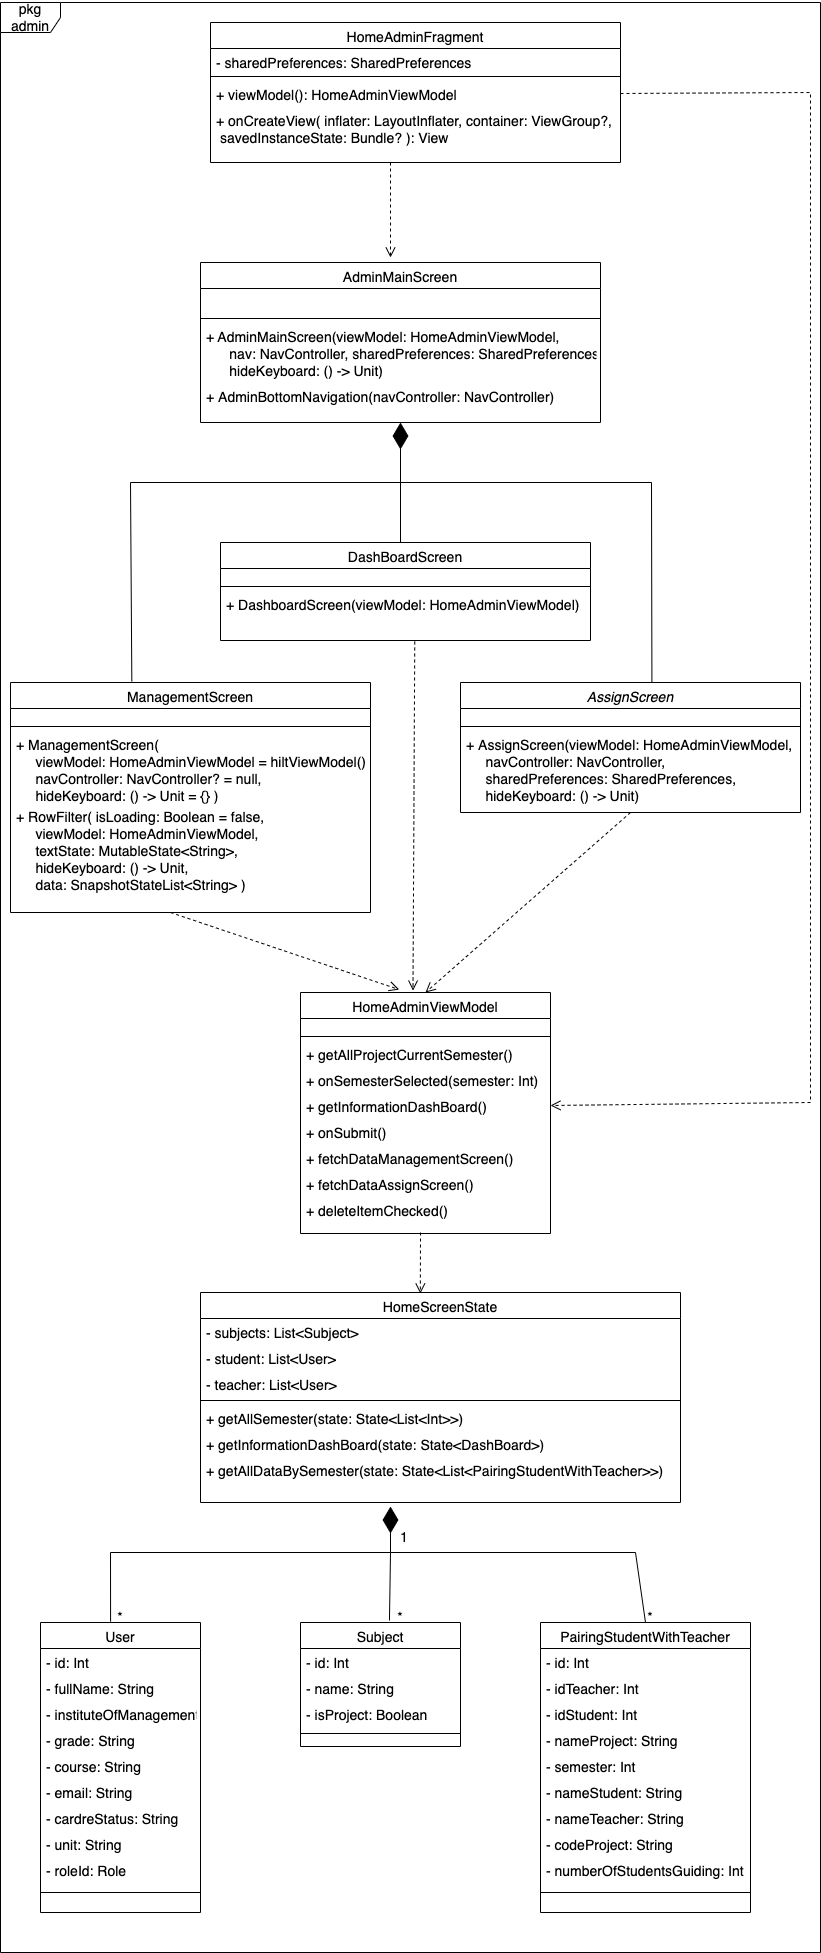 pkg
admin
HomeAdminFragment
- sharedPreferences: SharedPreferences
+ viewModel(): HomeAdminViewModel
+ onCreateView( inflater: LayoutInflater, container: ViewGroup?,
savedInstanceState: Bundle? ): View
AdminMainScreen
+ AdminMainScreen(viewModel: HomeAdminViewModel,
nav: NavController, sharedPreferences: SharedPreferences
hideKeyboard: () -> Unit)
+ AdminBottomNavigation(navController: NavController)
DashBoardScreen
+ DashboardScreen(viewModel: HomeAdminViewModel)
ManagementScreen
+ ManagementScreen(
viewModel: HomeAdminViewModel = hiltViewModel()
navController: NavController? = null,
hideKeyboard: () -> Unit = {} )
+ RowFilter( isLoading: Boolean = false,
viewModel: HomeAdminViewModel,
textState: MutableState<String>,
hideKeyboard: () -> Unit,
data: SnapshotStateList<String> )
AssignScreen
+ AssignScreen(viewModel: HomeAdminViewModel,
navController: NavController,
sharedPreferences: SharedPreferences,
hideKeyboard: () -> Unit)
HomeAdminViewModel
+ getAllProjectCurrentSemester()
+ onSemesterSelected(semester: Int)
+ getInformationDashBoard()
+ onSubmit()
+ fetchDataManagementScreen()
+ fetchDataAssignScreen()
+ deleteItemChecked()
HomeScreenState
- subjects: List<Subject>
- student: List<User>
- teacher: List<User>
+ getAllSemester(state: State<List<Int>>)
+ getInformationDashBoard(state: State<DashBoard>)
+ getAllDataBySemester(state: State<List<PairingStudentWithTeacher>>)
1
*
*
*
User
- id: Int
- fullName: String
- instituteOfManagement
- grade: String
- course: String
- email: String
- cardreStatus: String
- unit: String
- roleId: Role
Subject
- id: Int
- name: String
- isProject: Boolean
PairingStudentWithTeacher
- id: Int
- idTeacher: Int
- idStudent: Int
- nameProject: String
- semester: Int
- nameStudent: String
- nameTeacher: String
- codeProject: String
- numberOfStudentsGuiding: Int